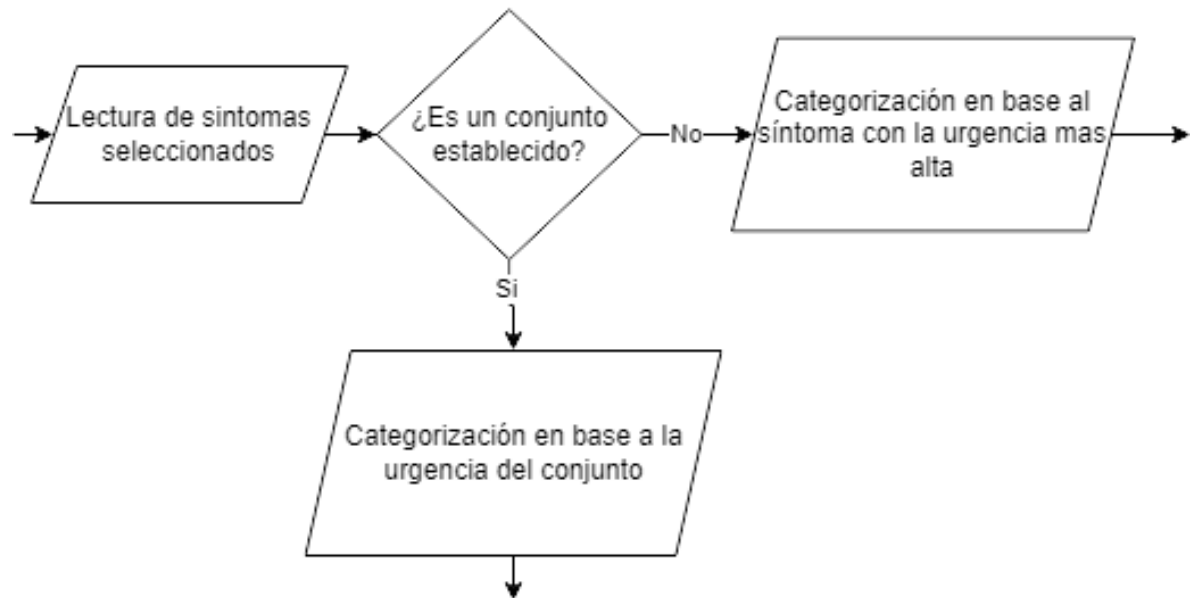 Lectura de sintomas
seleccionados
¿Es un conjunto
establecido?
No
Categorización en base al
síntoma con la urgencia mas
alta
Si
Categorización en base a la
urgencia del conjunto